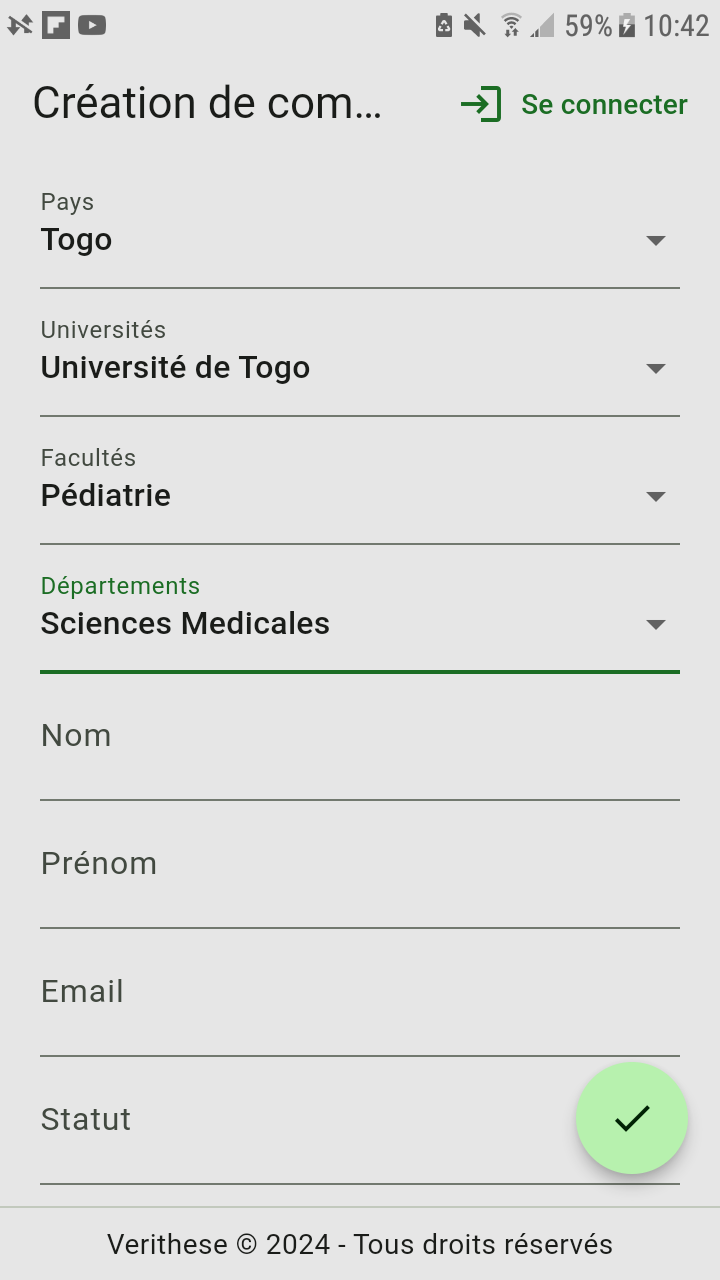 59% 10:42
Création de com...
Se connecter
Pays
Togo
Universités
Université de Togo
Facultés
Pédiatrie
Départements
Sciences Medicales
Nom
Prénom
Email
Statut
Verithese © 2024 - Tous droits réservés